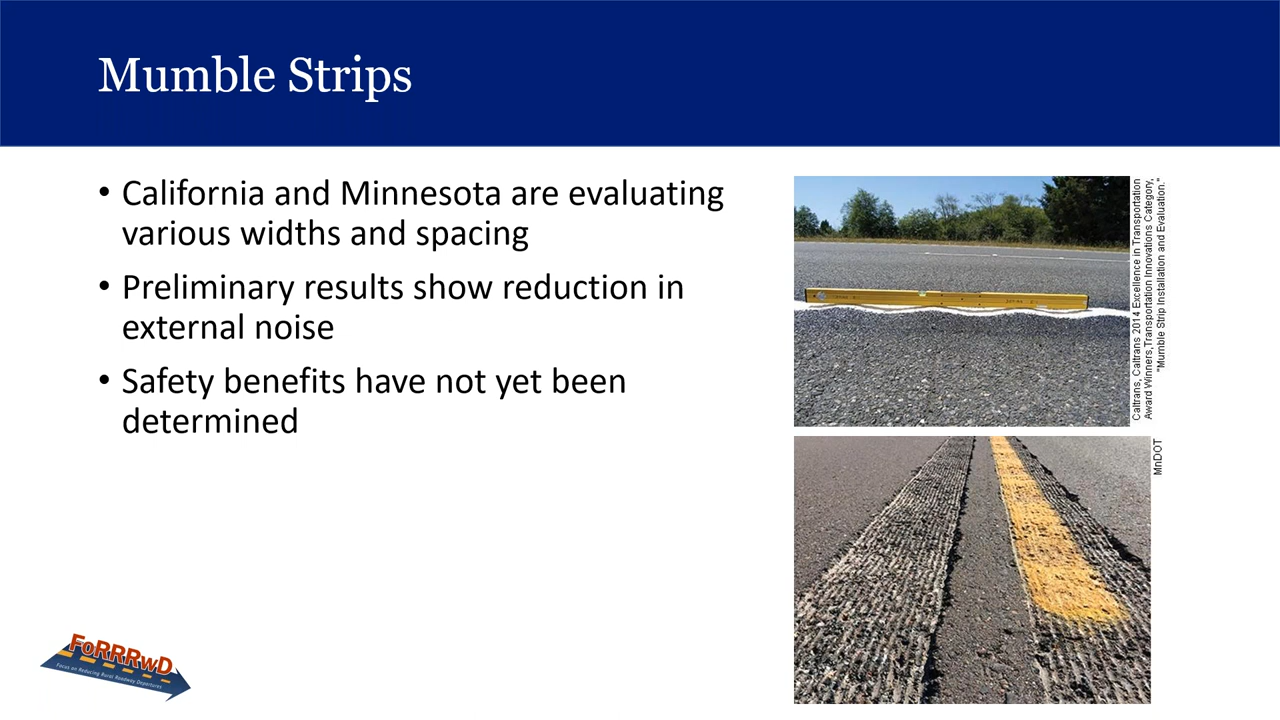 Mumble Strips
• California and Minnesota are evaluating
various widths and spacing
• Preliminary results show reduction in
external noise
• Safety benefits have not yet been
determined
Caltrans, Caltrans 2014 Excellence in Transportation
Award Winners,Transportation Innovations Category,
"Mumble Strip Installation and Evaluation."
MnDOT
FoRRRwD
Focus on Reducing Rural Roadway Departures